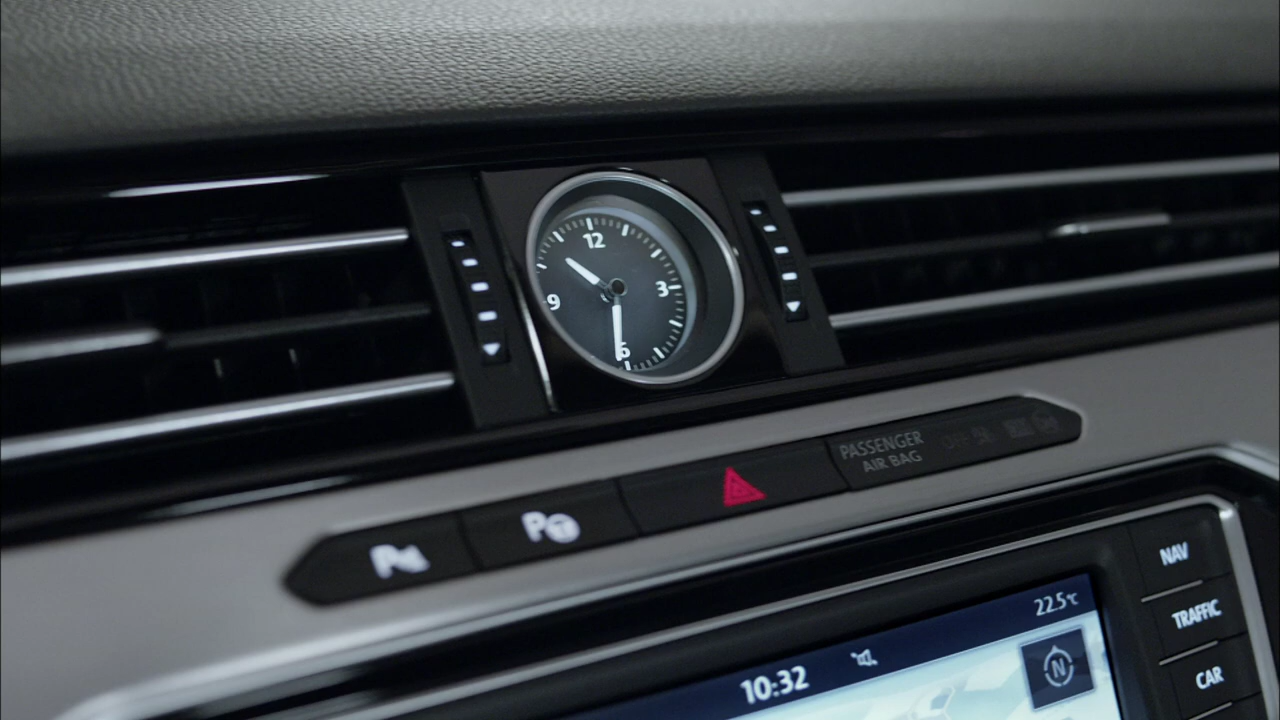 12
9
3
6
P
P
PASSENGER
AIR BAG
OFF
NAV
TRAFFIC
CAR
22.5°C
10:32
N